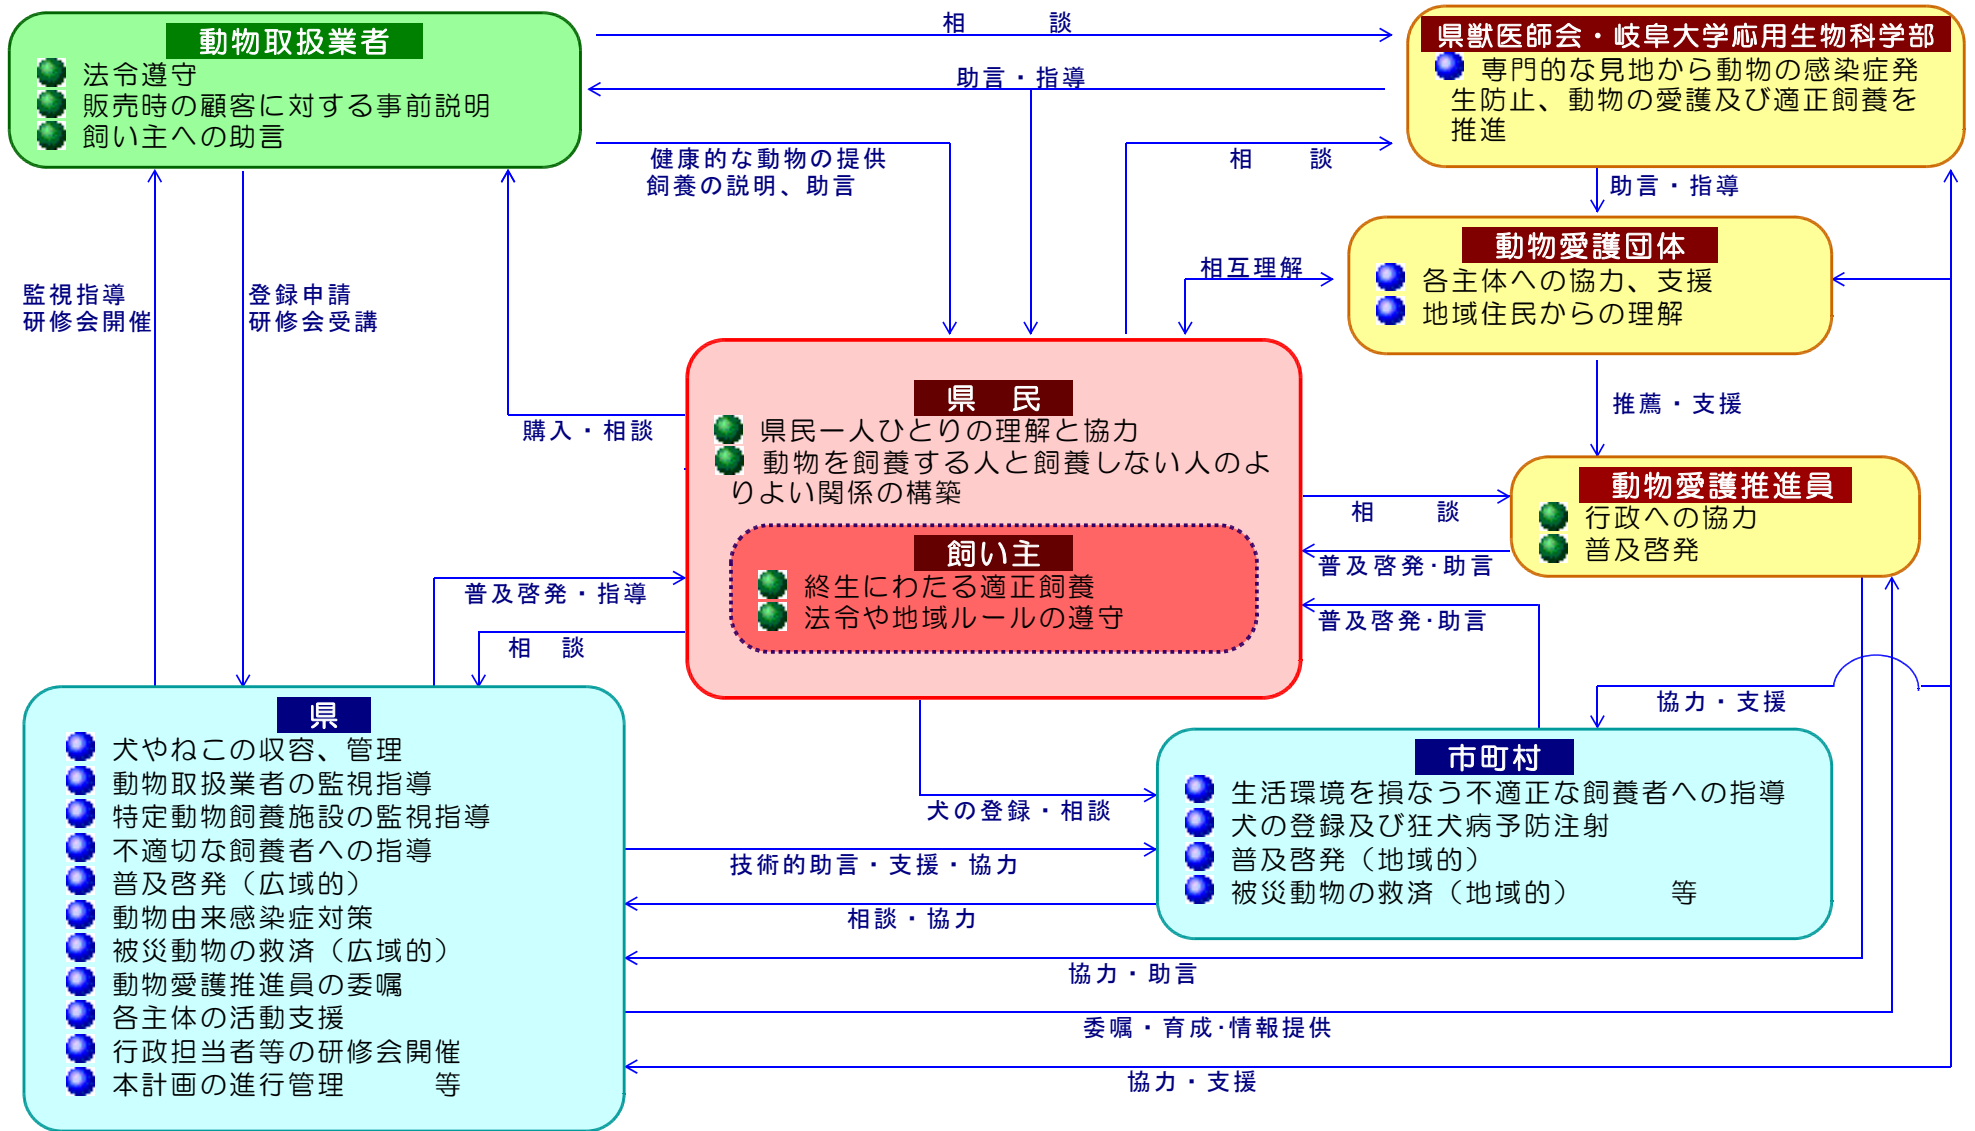 動物取扱業者
法令遵守
販売時の顧客に対する事前説明
飼い主への助言
相　談
助言・指導
県獣医師会・岐阜大学応用生物科学部
専門的な見地から動物の感染症発
生防止、動物の愛護及び適正飼養を
推進
健康的な動物の提供
飼養の説明、助言
相　談
助言・指導
動物愛護団体
各主体への協力、支援
地域住民からの理解
相互理解
監視指導
研修会開催
登録申請
研修会受講
購入・相談
推薦・支援
県　民
県民一人ひとりの理解と協力
動物を飼養する人と飼養しない人のよ
りよい関係の構築
飼い主
終生にわたる適正飼養
法令や地域ルールの遵守
動物愛護推進員
行政への協力
普及啓発
相　談
普及啓発・助言
普及啓発・助言
普及啓発・指導
相　談
協力・支援
県
犬やねこの収容、管理
動物取扱業者の監視指導
特定動物飼養施設の監視指導
不適切な飼養者への指導
普及啓発（広域的）
動物由来感染症対策
被災動物の救済（広域的）
動物愛護推進員の委嘱
各主体の活動支援
行政担当者等の研修会開催
本計画の進行管理　等
市町村
生活環境を損なう不適正な飼養者への指導
犬の登録及び狂犬病予防注射
普及啓発（地域的）
被災動物の救済（地域的）　等
犬の登録・相談
技術的助言・支援・協力
相談・協力
協力・助言
委嘱・育成・情報提供
協力・支援